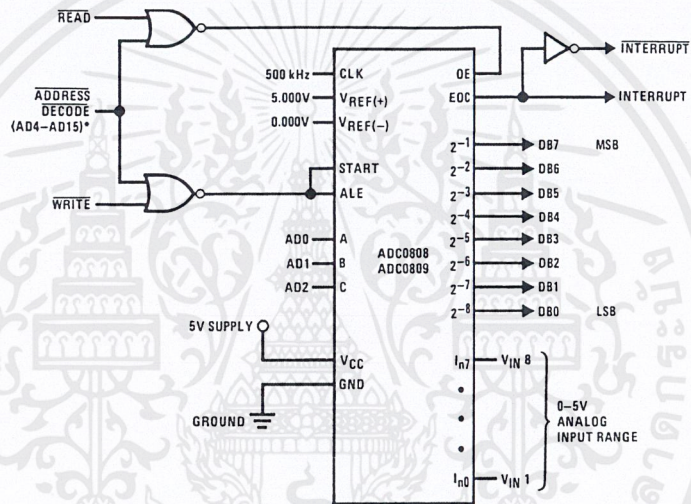 READ
ADDRESS
DECODE
(AD4–AD15)*
WRITE
500 kHz
5.000V
0.000V
AD0
AD1
AD2
5V SUPPLY
GROUND
CLK
VREF(+)
VREF(−)
START
ALE
A
B
C
VCC
GND
ADC0808
ADC0809
OE
EOC
2−1
2−2
2−3
2−4
2−5
2−6
2−7
2−8
In7
In0
INTERRUPT
INTERRUPT
DB7 MSB
DB6
DB5
DB4
DB3
DB2
DB1
DB0 LSB
VIN 8
0–5V
ANALOG
INPUT RANGE
VIN 1